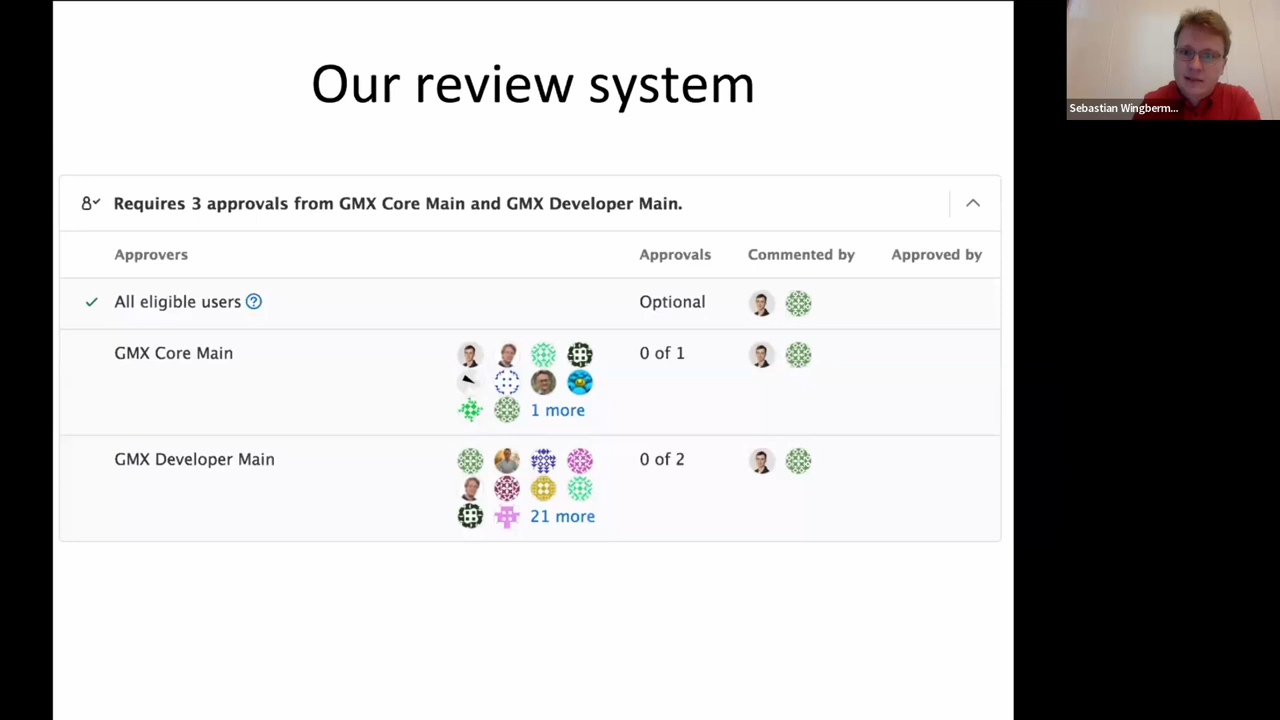 Our review system
Sebastian Wingberm...
Requires 3 approvals from GMX Core Main and GMX Developer Main.
Approvers Approvals Commented by Approved by
All eligible users Optional
GMX Core Main 0 of 1
1 more
GMX Developer Main 0 of 2
21 more